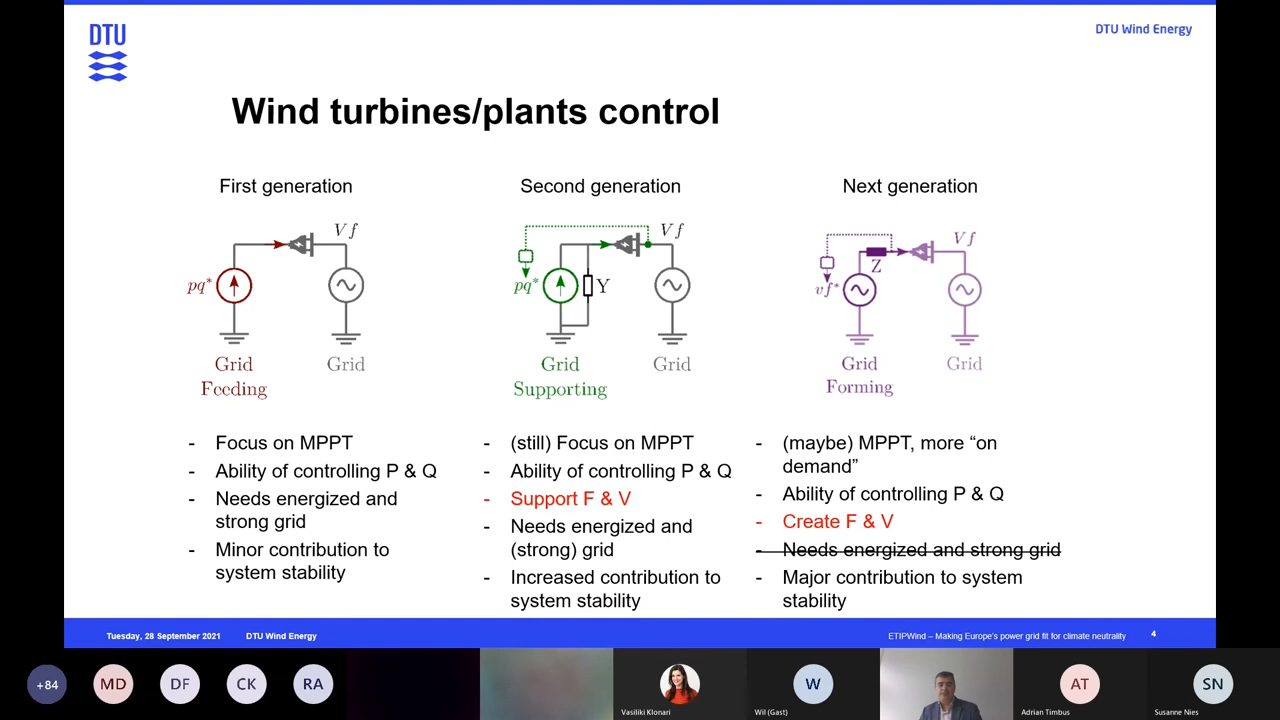 DTU
DTU Wind Energy
Wind turbines/plants control
First generation
Second generation
Next generation
V f
pq*
Grid
Feeding
Grid
V f
pq*
Y
Grid
Supporting
Grid
V f
Z
vf*
Grid
Forming
Grid
- Focus on MPPT
- Ability of controlling P & Q
- Needs energized and
strong grid
- Minor contribution to
system stability
- (still) Focus on MPPT
- Ability of controlling P & Q
- Support F & V
- Needs energized and
(strong) grid
- Increased contribution to
system stability
- (maybe) MPPT, more “on
demand”
- Ability of controlling P & Q
- Create F & V
- Needs energized and strong grid
- Major contribution to system
stability
Tuesday, 28 September 2021
DTU Wind Energy
ETIPWind – Making Europe's power grid fit for climate neutrality
4
+84
MD
DF
CK
RA
Vasiliki Klonari
W
Wil (Gast)
AT
Adrian Timbus
SN
Susanne Nies